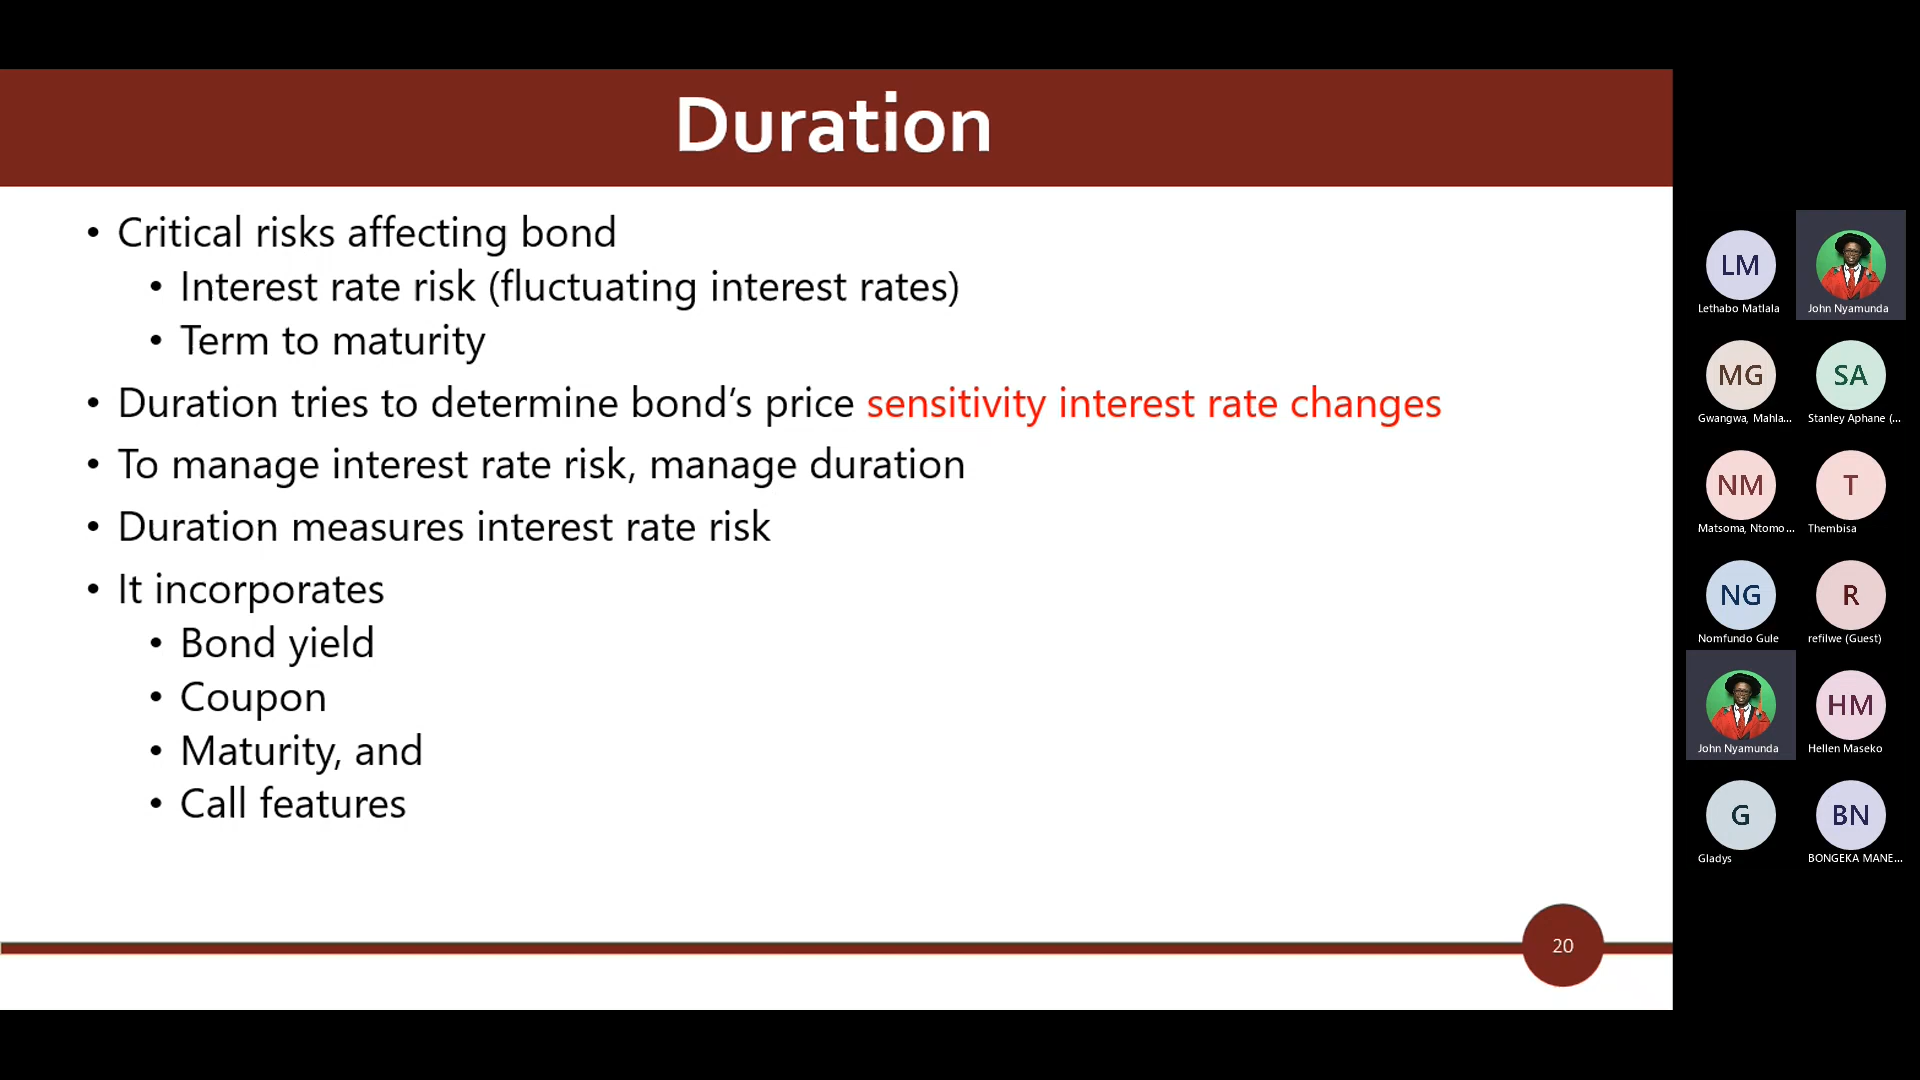 Duration
• Critical risks affecting bond
• Interest rate risk (fluctuating interest rates)
• Term to maturity
• Duration tries to determine bond's price sensitivity interest rate changes
• To manage interest rate risk, manage duration
• Duration measures interest rate risk
• It incorporates
• Bond yield
• Coupon
• Maturity, and
• Call features
20
LM
Lethabo Matlala
John Nyamunda
MG
Gwangwa, Mahla...
SA
Stanley Aphane (...
NM
Matsoma, Ntomo...
T
Thembisa
NG
Nomfundo Gule
R
refilwe (Guest)
John Nyamunda
HM
Hellen Maseko
G
Gladys
BN
BONGEKA MANE...